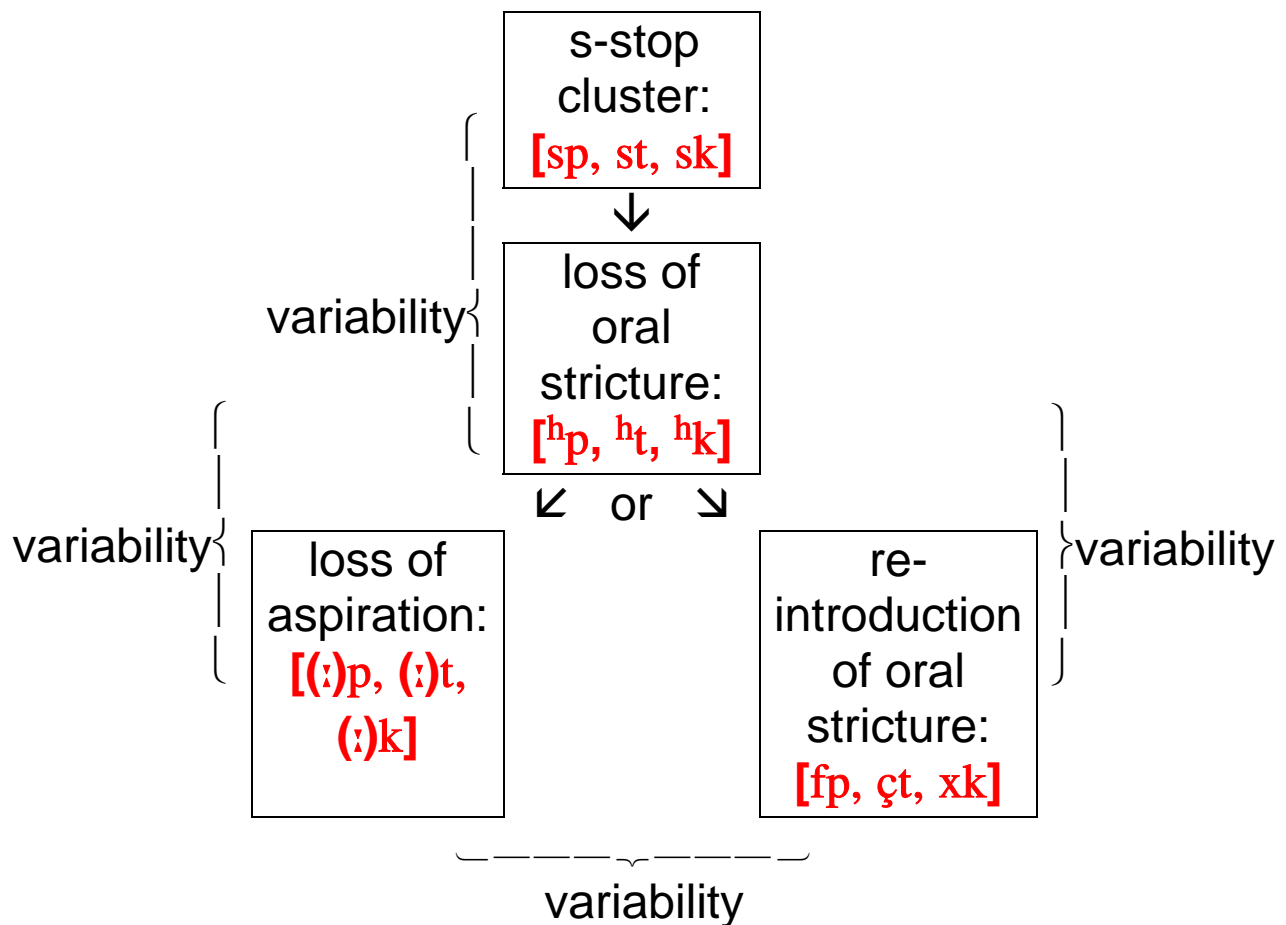 s-stop
cluster:
[sp, st, sk]
↓
loss of
oral
stricture:
[ʰp, ʰt, ʰk]
variability
↙ or ↘
variability
variability
loss of
aspiration:
[(ː)p, (ː)t,
(ː)k]
re-
introduction
of oral
stricture:
[fp, çt, xk]
variability